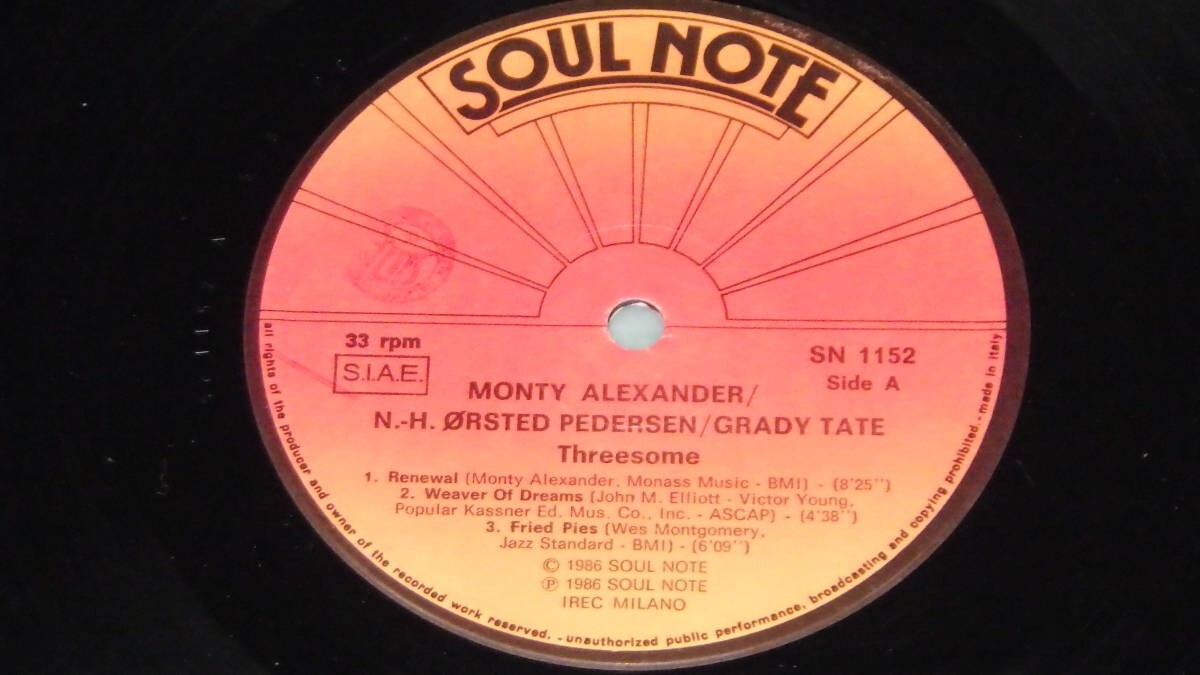 SOUL NOTE
33 rpm
S.I.A.E.
SN 1152
Side A
MONTY ALEXANDER/
N.-H. ØRSTED PEDERSEN/GRADY TATE
Threesome
1. Renewal (Monty Alexander, Monass Music - BMI) - (8'25'')
2. Weaver Of Dreams (John M. Elliott - Victor Young,
Popular Kassner Ed. Mus. Co., Inc. - ASCAP) - (4'38'')
3. Fried Pies (Wes Montgomery,
Jazz Standard - BMI) - (6'09'')
© 1986 SOUL NOTE
℗ 1986 SOUL NOTE
IREC MILANO
all rights of the producer and owner of the recorded work reserved. - unauthorized public performance, broadcasting and copying prohibited. - made in italy